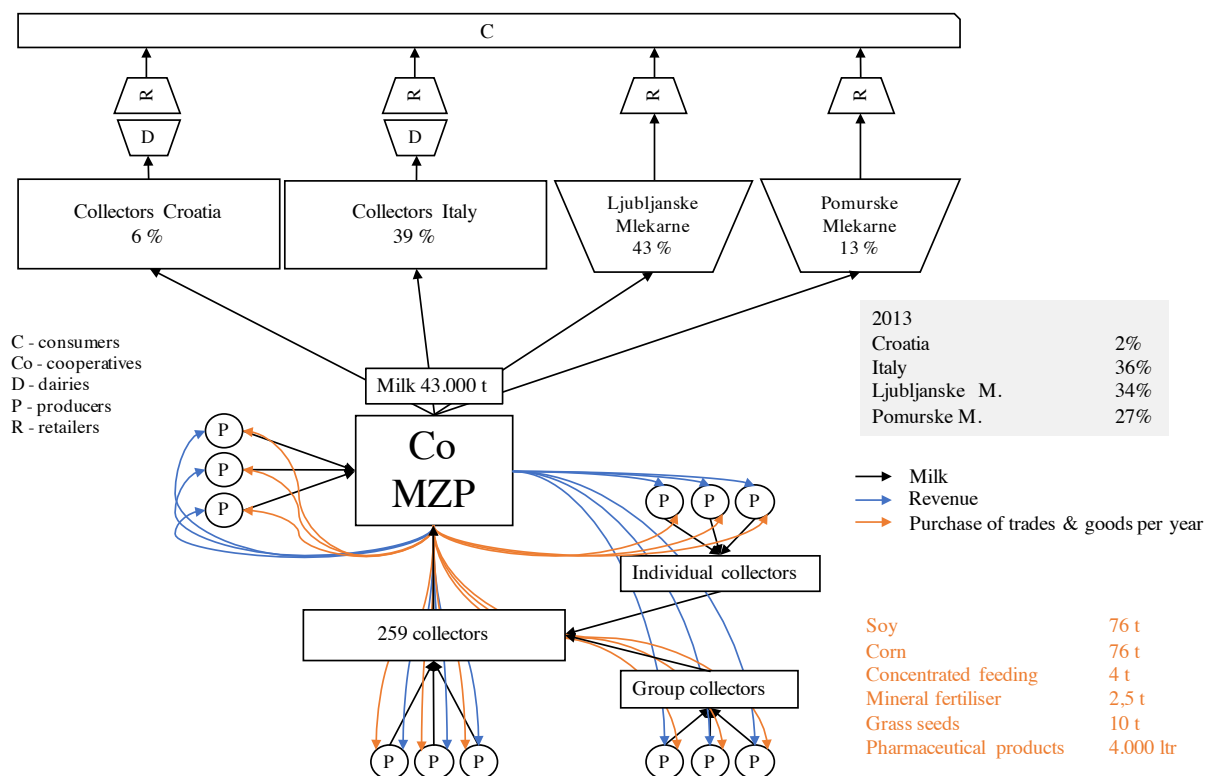 C
R
R
R
R
D
D
Collectors Croatia
6 %
Collectors Italy
39 %
Ljubljanske
Mlekarne
43 %
Pomurske
Mlekarne
13 %
C - consumers
Co - cooperatives
D - dairies
P - producers
R - retailers
2013
Croatia 2%
Italy 36%
Ljubljanske M. 34%
Pomurske M. 27%
Milk 43.000 t
Co
MZP
P
P
P
P
P
P
Milk
Revenue
Purchase of trades & goods per year
Individual collectors
259 collectors
Group collectors
P
P
P
P
P
P
Soy 76 t
Corn 76 t
Concentrated feeding 4 t
Mineral fertiliser 2,5 t
Grass seeds 10 t
Pharmaceutical products 4.000 ltr